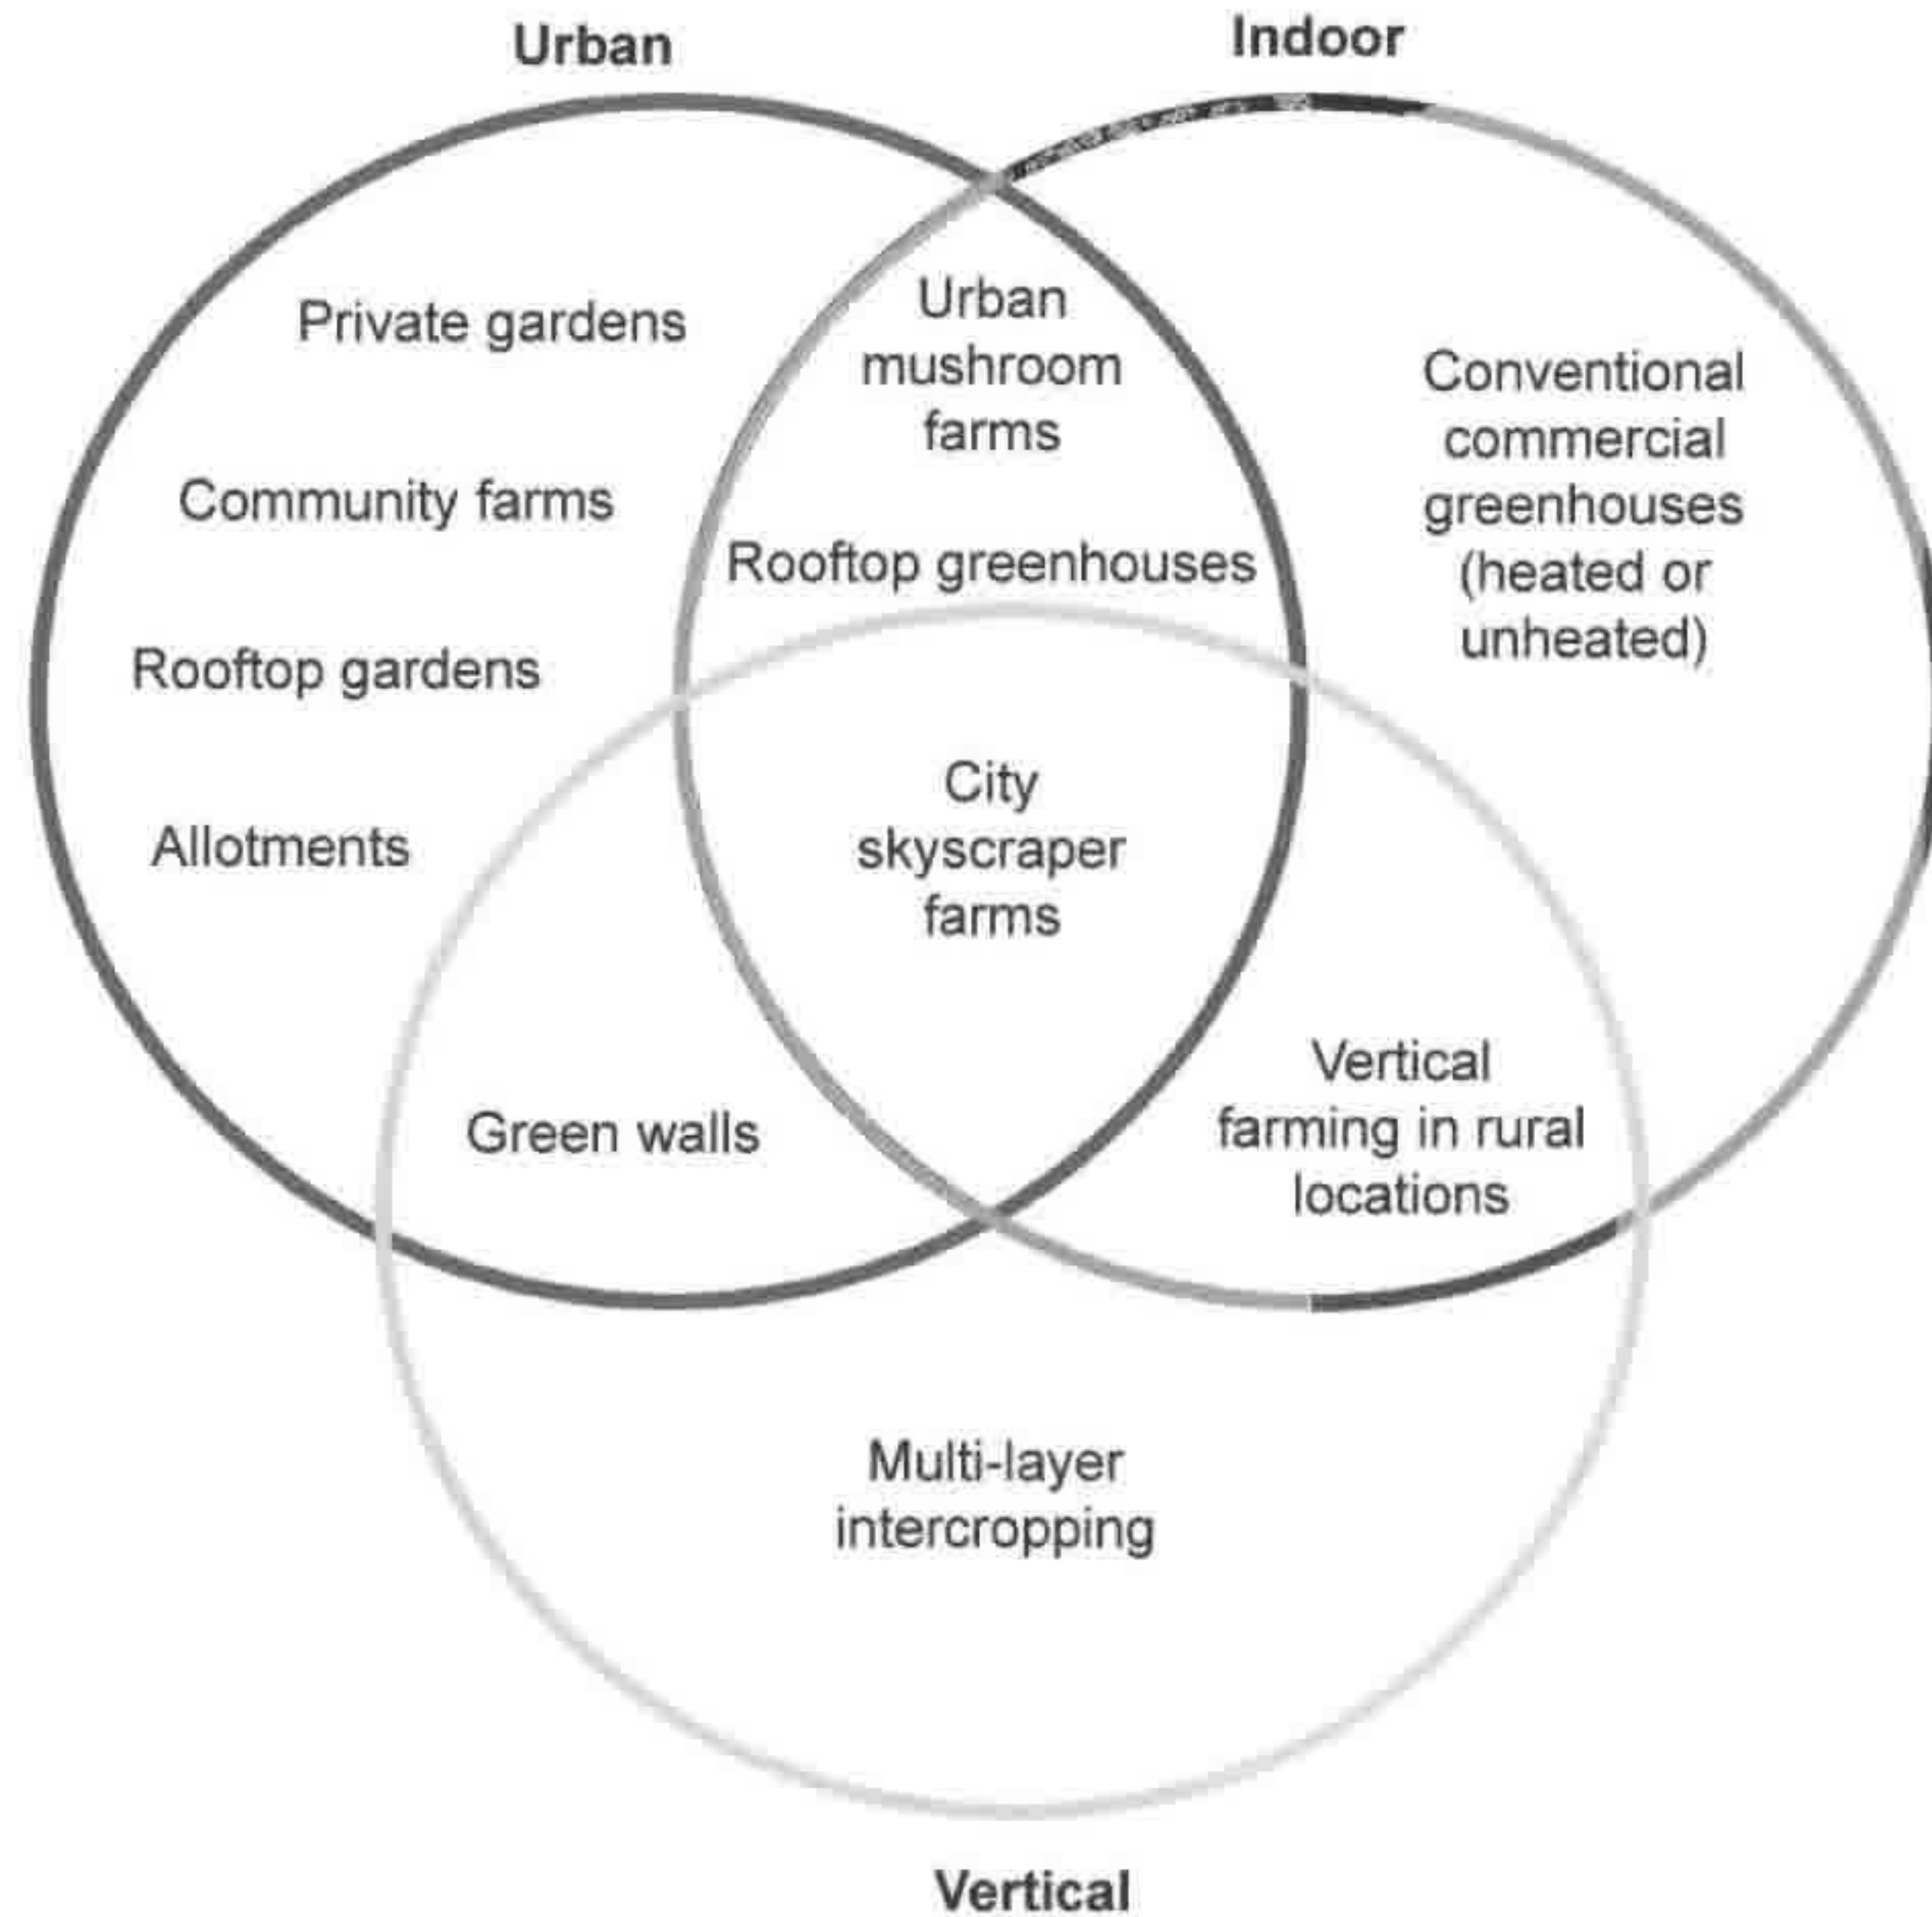 Urban
Indoor
Private gardens
Community farms
Rooftop gardens
Allotments
Urban
mushroom
farms
Rooftop greenhouses
Conventional
commercial
greenhouses
(heated or
unheated)
City
skyscraper
farms
Green walls
Vertical
farming in rural
locations
Multi-layer
intercropping
Vertical